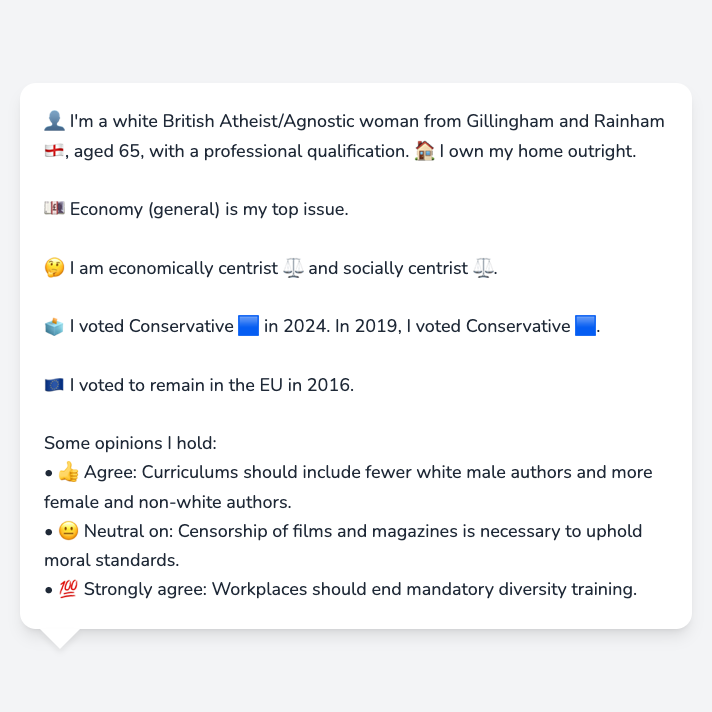 👤 I'm a white British Atheist/Agnostic woman from Gillingham and Rainham
🏴󠁧󠁢󠁥󠁮󠁧󠁿, aged 65, with a professional qualification. 🏠 I own my home outright.
💷 Economy (general) is my top issue.
🤔 I am economically centrist ⚖️ and socially centrist ⚖️.
🗳️ I voted Conservative 🟦 in 2024. In 2019, I voted Conservative 🟦.
🇪🇺 I voted to remain in the EU in 2016.
Some opinions I hold:
• 👍 Agree: Curriculums should include fewer white male authors and more
female and non-white authors.
• 😐 Neutral on: Censorship of films and magazines is necessary to uphold
moral standards.
• 💯 Strongly agree: Workplaces should end mandatory diversity training.